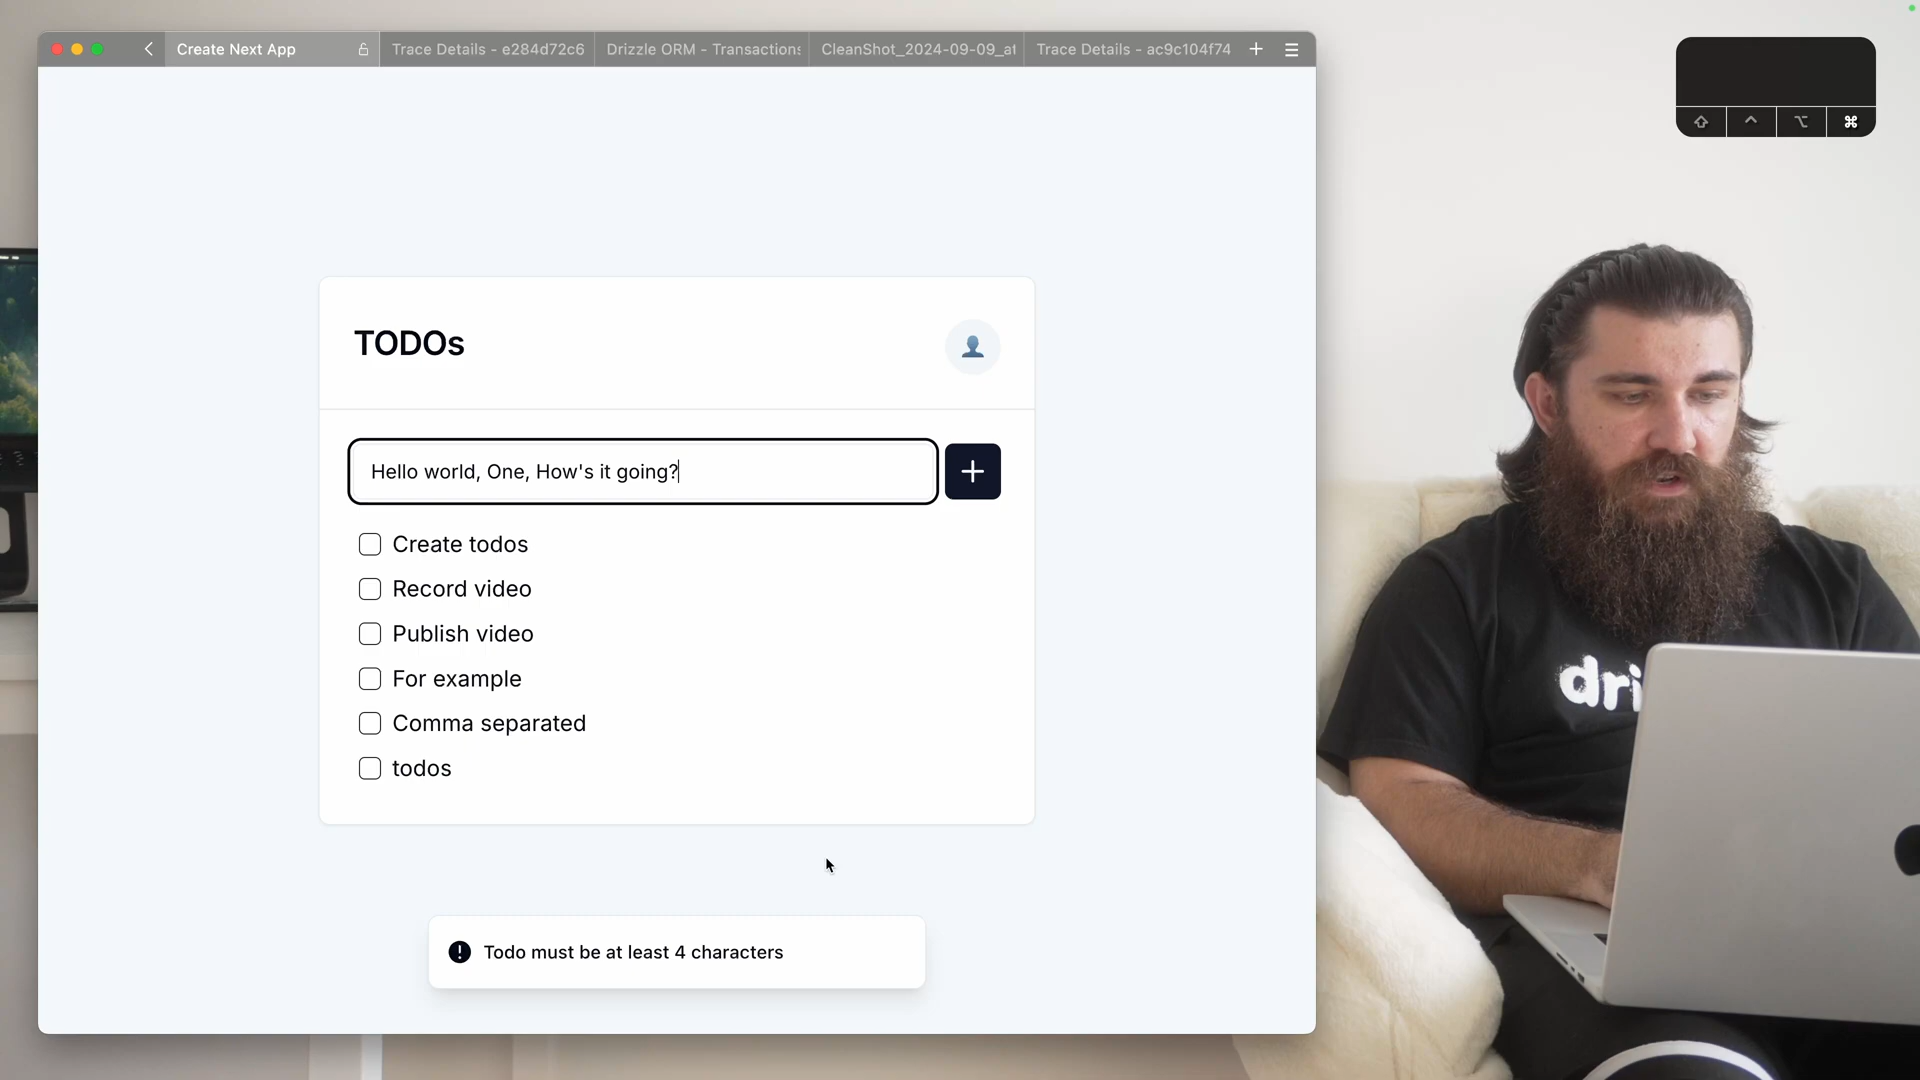 Create Next App
Trace Details - e284d72c6
Drizzle ORM - Transactions
CleanShot_2024-09-09_at
Trace Details - ac9c104f74
TODOs
Hello world, One, How's it going?
Create todos
Record video
Publish video
For example
Comma separated
todos
Todo must be at least 4 characters
dri